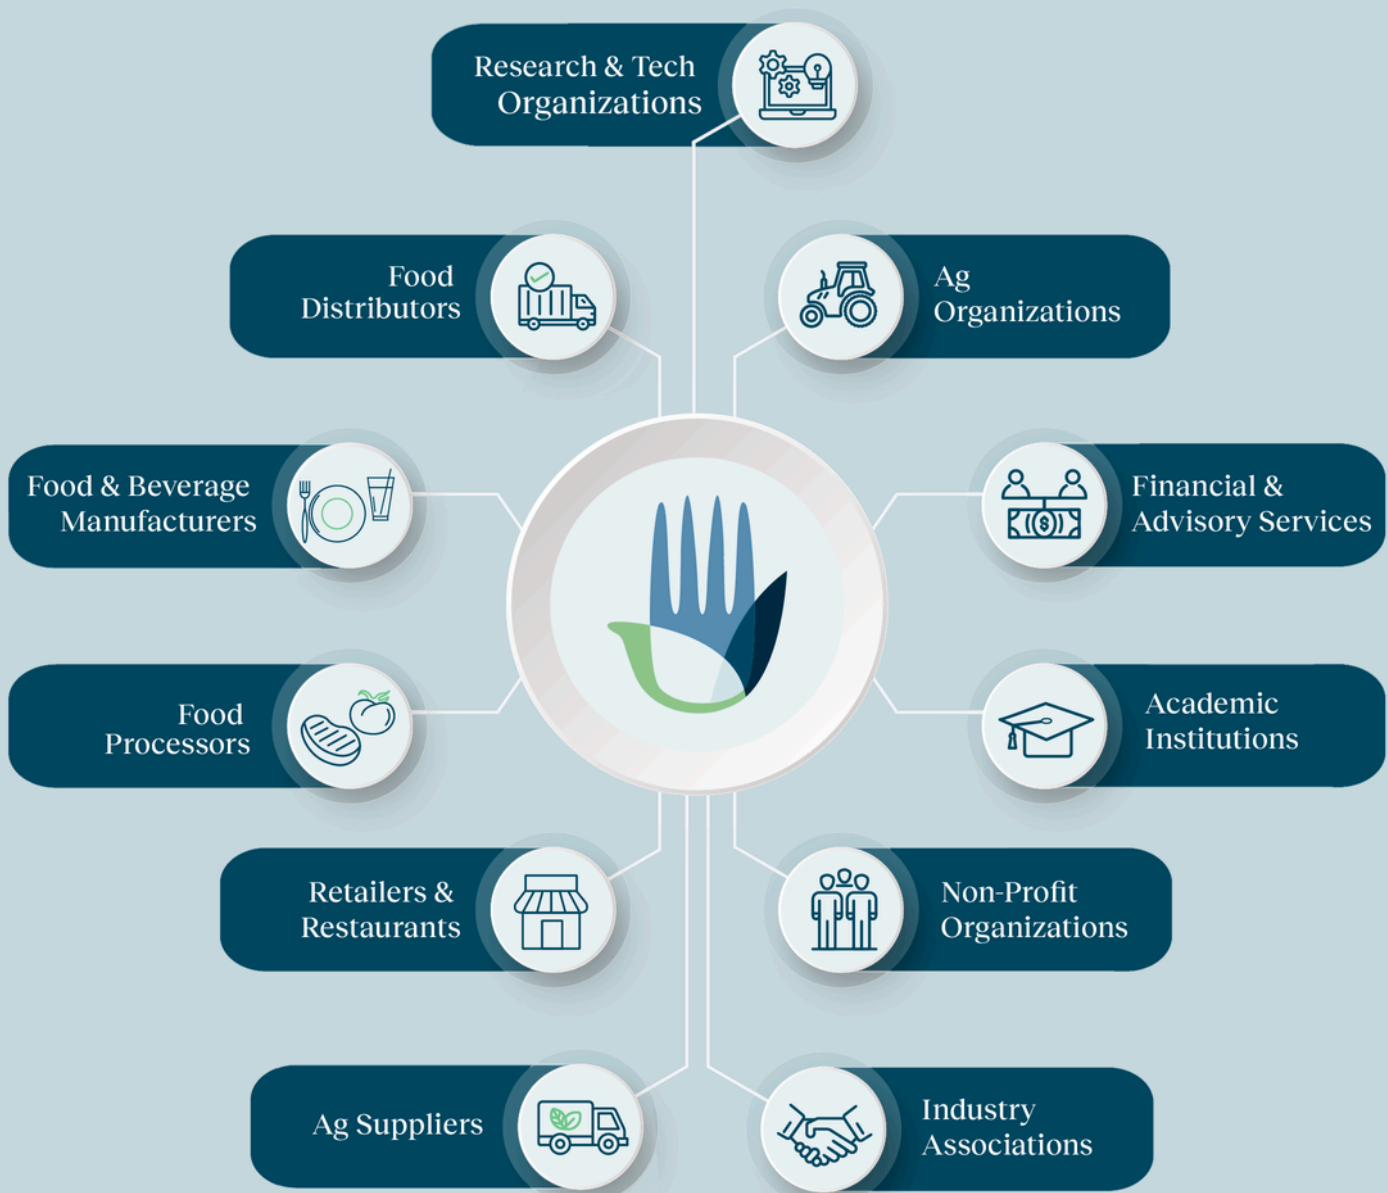 Research & Tech
Organizations
Food
Distributors
Ag
Organizations
Food & Beverage
Manufacturers
Financial &
Advisory Services
Food
Processors
Academic
Institutions
Retailers &
Restaurants
Non-Profit
Organizations
Ag Suppliers
Industry
Associations